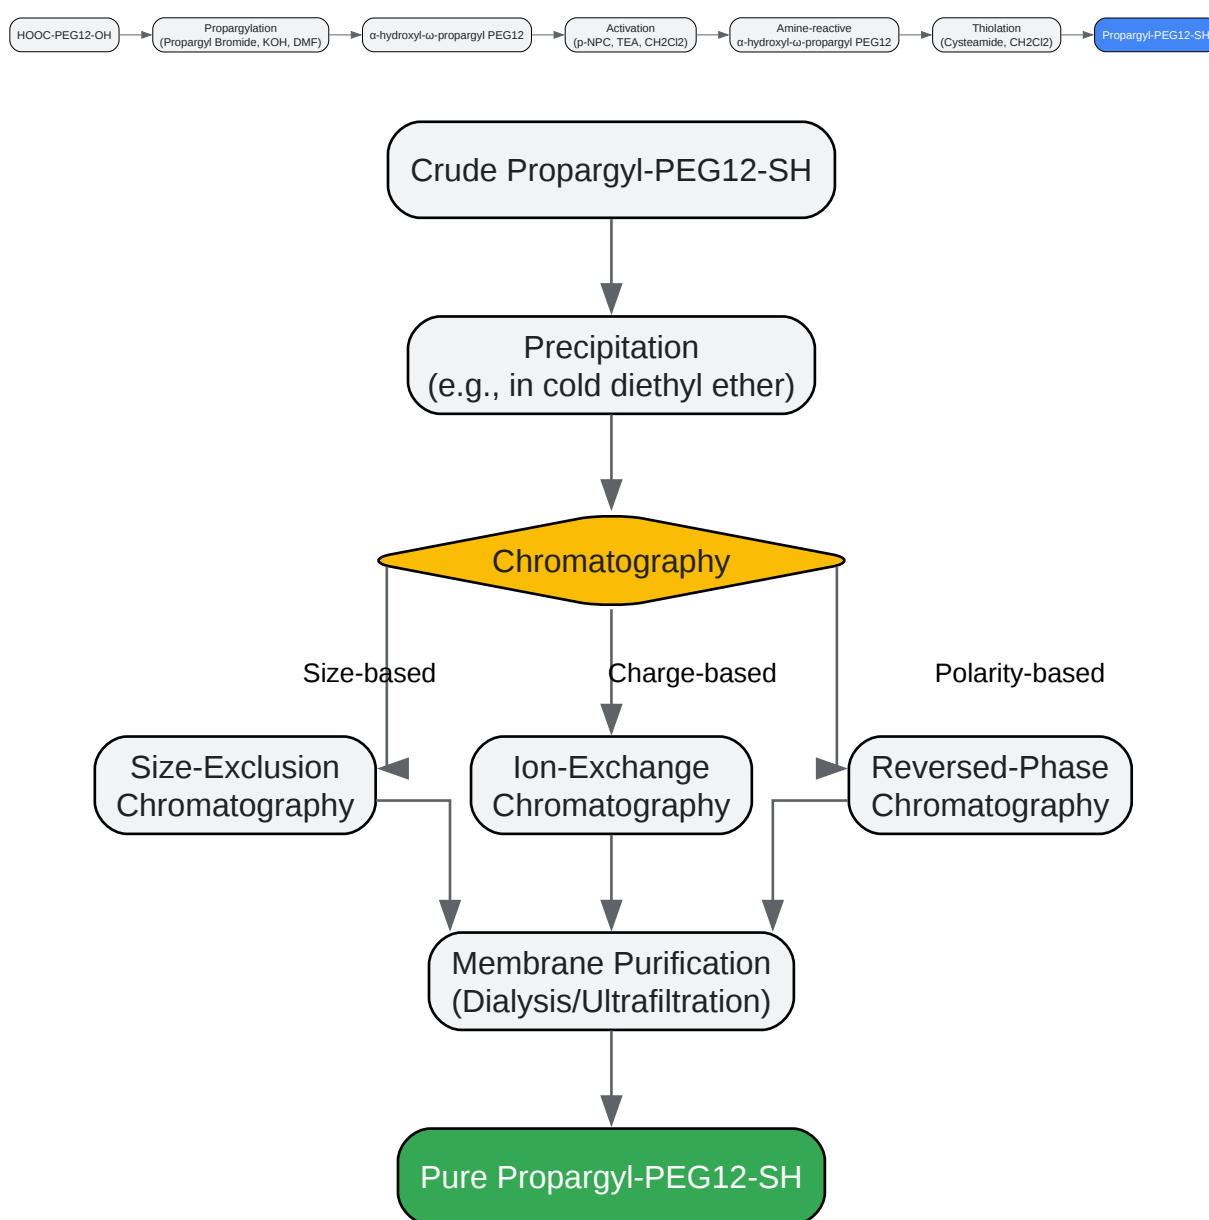 HOOC-PEG12-OH
Propargylation
(Propargyl Bromide, KOH, DMF)
α-hydroxyl-ω-propargyl PEG12
Activation
(p-NPC, TEA, CH2Cl2)
Amine-reactive
α-hydroxyl-ω-propargyl PEG12
Thiolation
(Cysteamide, CH2Cl2)
Propargyl-PEG12-SH
Crude Propargyl-PEG12-SH
Precipitation
(e.g., in cold diethyl ether)
Chromatography
Size-based
Charge-based
Polarity-based
Size-Exclusion
Chromatography
Ion-Exchange
Chromatography
Reversed-Phase
Chromatography
Membrane Purification
(Dialysis/Ultrafiltration)
Pure Propargyl-PEG12-SH